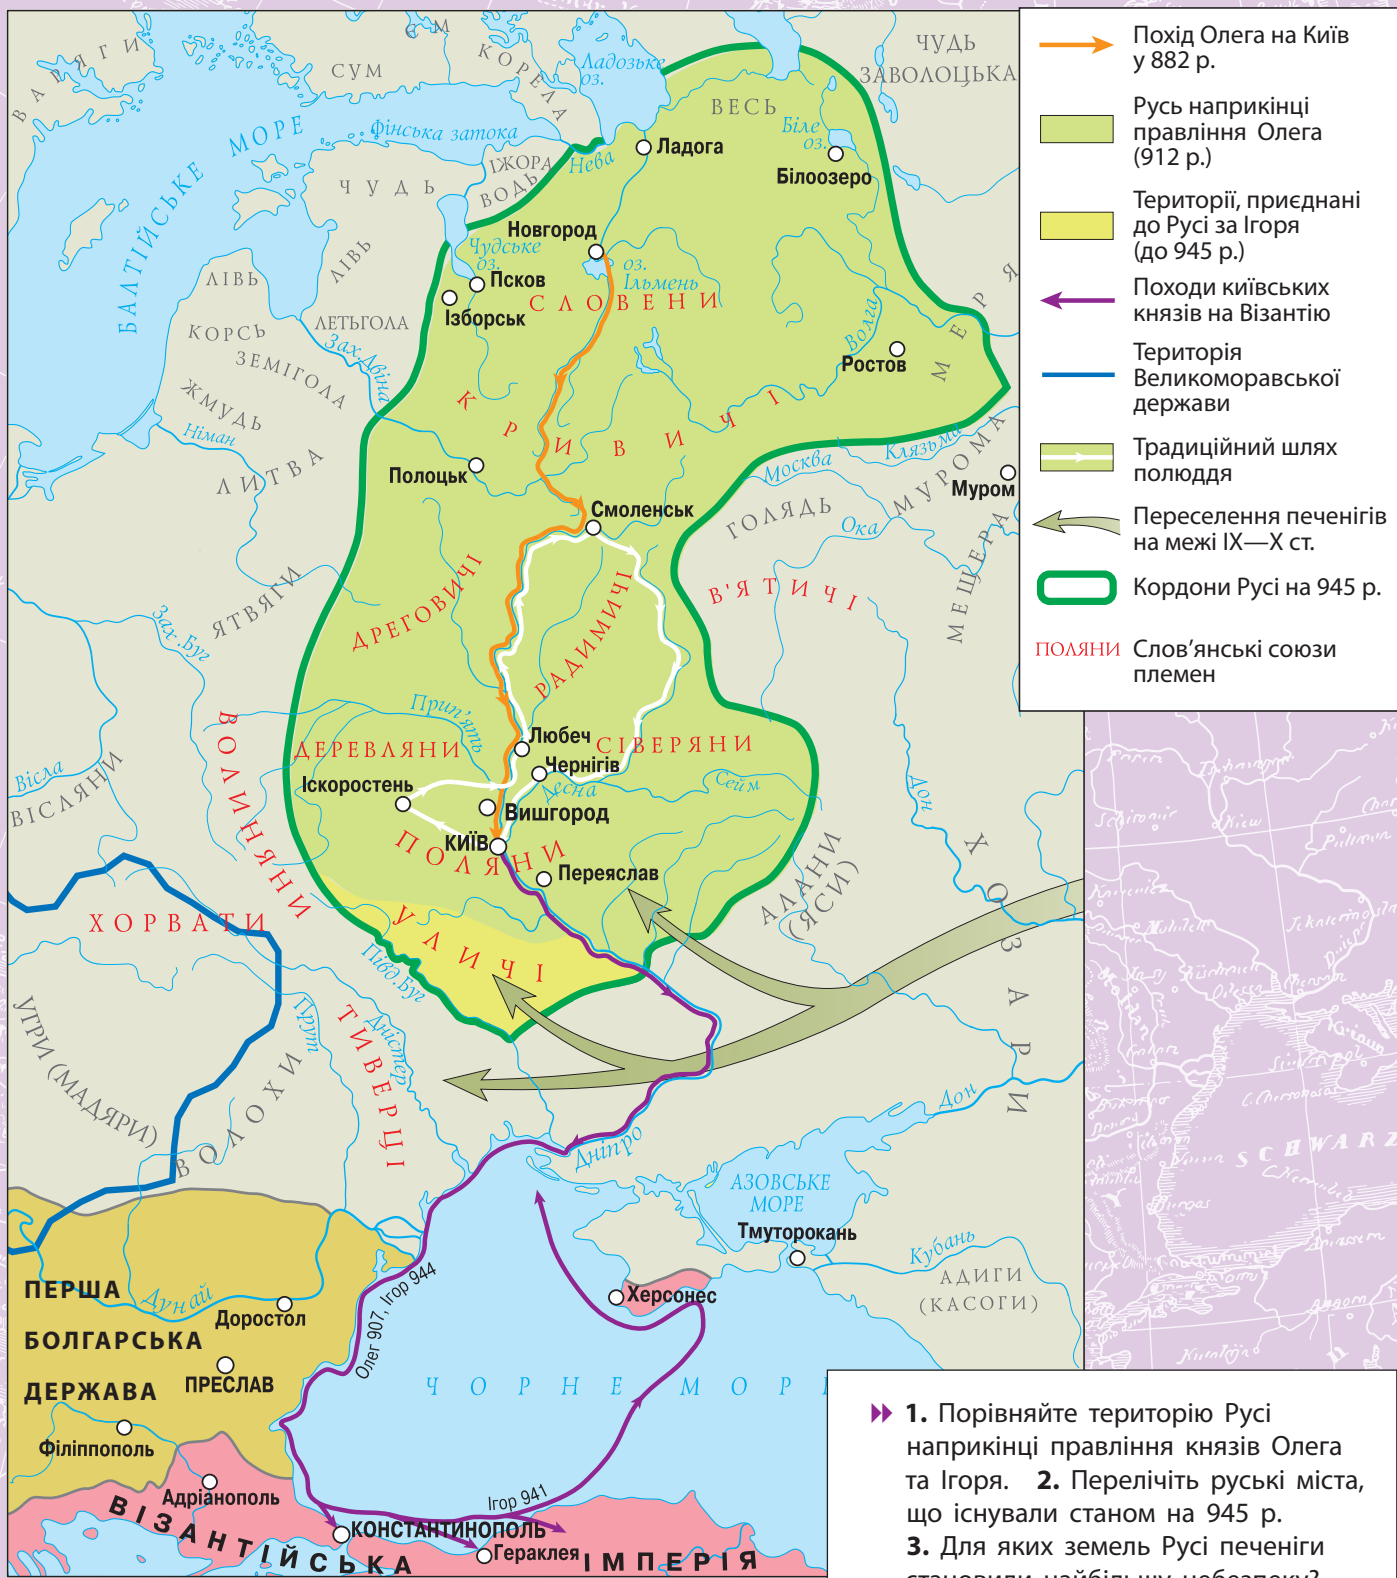 Похід Олега на Київ
у 882 р.
Русь наприкінці
правління Олега
(912 р.)
Території, приєднані
до Русі за Ігоря
(до 945 р.)
Походи київських
князів на Візантію
Територія
Великоморавської
держави
Традиційний шлях
полюддя
Переселення печенігів
на межі IX—X ст.
Кордони Русі на 945 р.
ПОЛЯНИ
Слов'янські союзи
племен
ВАРЯГИ
ЄМ
СУМ
КОРЕЛА
Ладозьке
оз.
ЧУДЬ
ЗАВОЛОЦЬКА
ВЕСЬ
Біле
оз.
БАЛТІЙСЬКЕ МОРЕ
Фінська затока
Нева
Ладога
Білоозеро
ІЖОРА
ВОДЬ
ЧУДЬ
Новгород
Чудське
оз.
оз.
Ільмень
Псков
Ізборськ
СЛОВЕНИ
ЛІВЬ
ЛІВЬ
КОРСЬ
ЛЕТЬГОЛА
ЗЕМІГОЛА
Зах.Двіна
ЖМУДЬ
Німан
ЛИТВА
Волга
Ростов
МЕРЯ
КРИВИЧІ
Полоцьк
Москва
Клязьма
МУРОМА
Муром
Смоленськ
ГОЛЯДЬ
Ока
МЕЩЕРА
В'ЯТИЧІ
ДРЕГОВИЧІ
РАДИМИЧІ
ЯТВЯГИ
Зах.Буг
Прип'ять
ВОЛИНЯНИ
ДЕРЕВЛЯНИ
Любеч
СІВЕРЯНИ
Чернігів
Іскоростень
Десна
Сейм
Вишгород
КИЇВ
ПОЛЯНИ
Переяслав
Вісла
ВІСЛЯНИ
Дон
ХОЗАРИ
АЛАНИ
(ЯСИ)
ХОРВАТИ
УЛИЧІ
Півд.Буг
УГРИ (МАДЯРИ)
Прут
Дністер
ТИВЕРЦІ
ВОЛОХИ
Дніпро
Дон
АЗОВСЬКЕ
МОРЕ
Тмуторокань
Кубань
АДИГИ
(КАСОГИ)
Херсонес
ПЕРША
БОЛГАРСЬКА
ДЕРЖАВА
Дунай
Доростол
ПРЕСЛАВ
Філіппополь
Олег 907, Ігор 944
ЧОРНЕ МОР
Адріанополь
Ігор 941
КОНСТАНТИНОПОЛЬ
Гераклея
ВІЗАНТІЙСЬКА ІМПЕРІЯ
SCHWARZ
1. Порівняйте територію Русі
наприкінці правління князів Олега
та Ігоря. 2. Перелічіть руські міста,
що існували станом на 945 р.
3. Для яких земель Русі печеніги
становили найбільшу небезпеку?